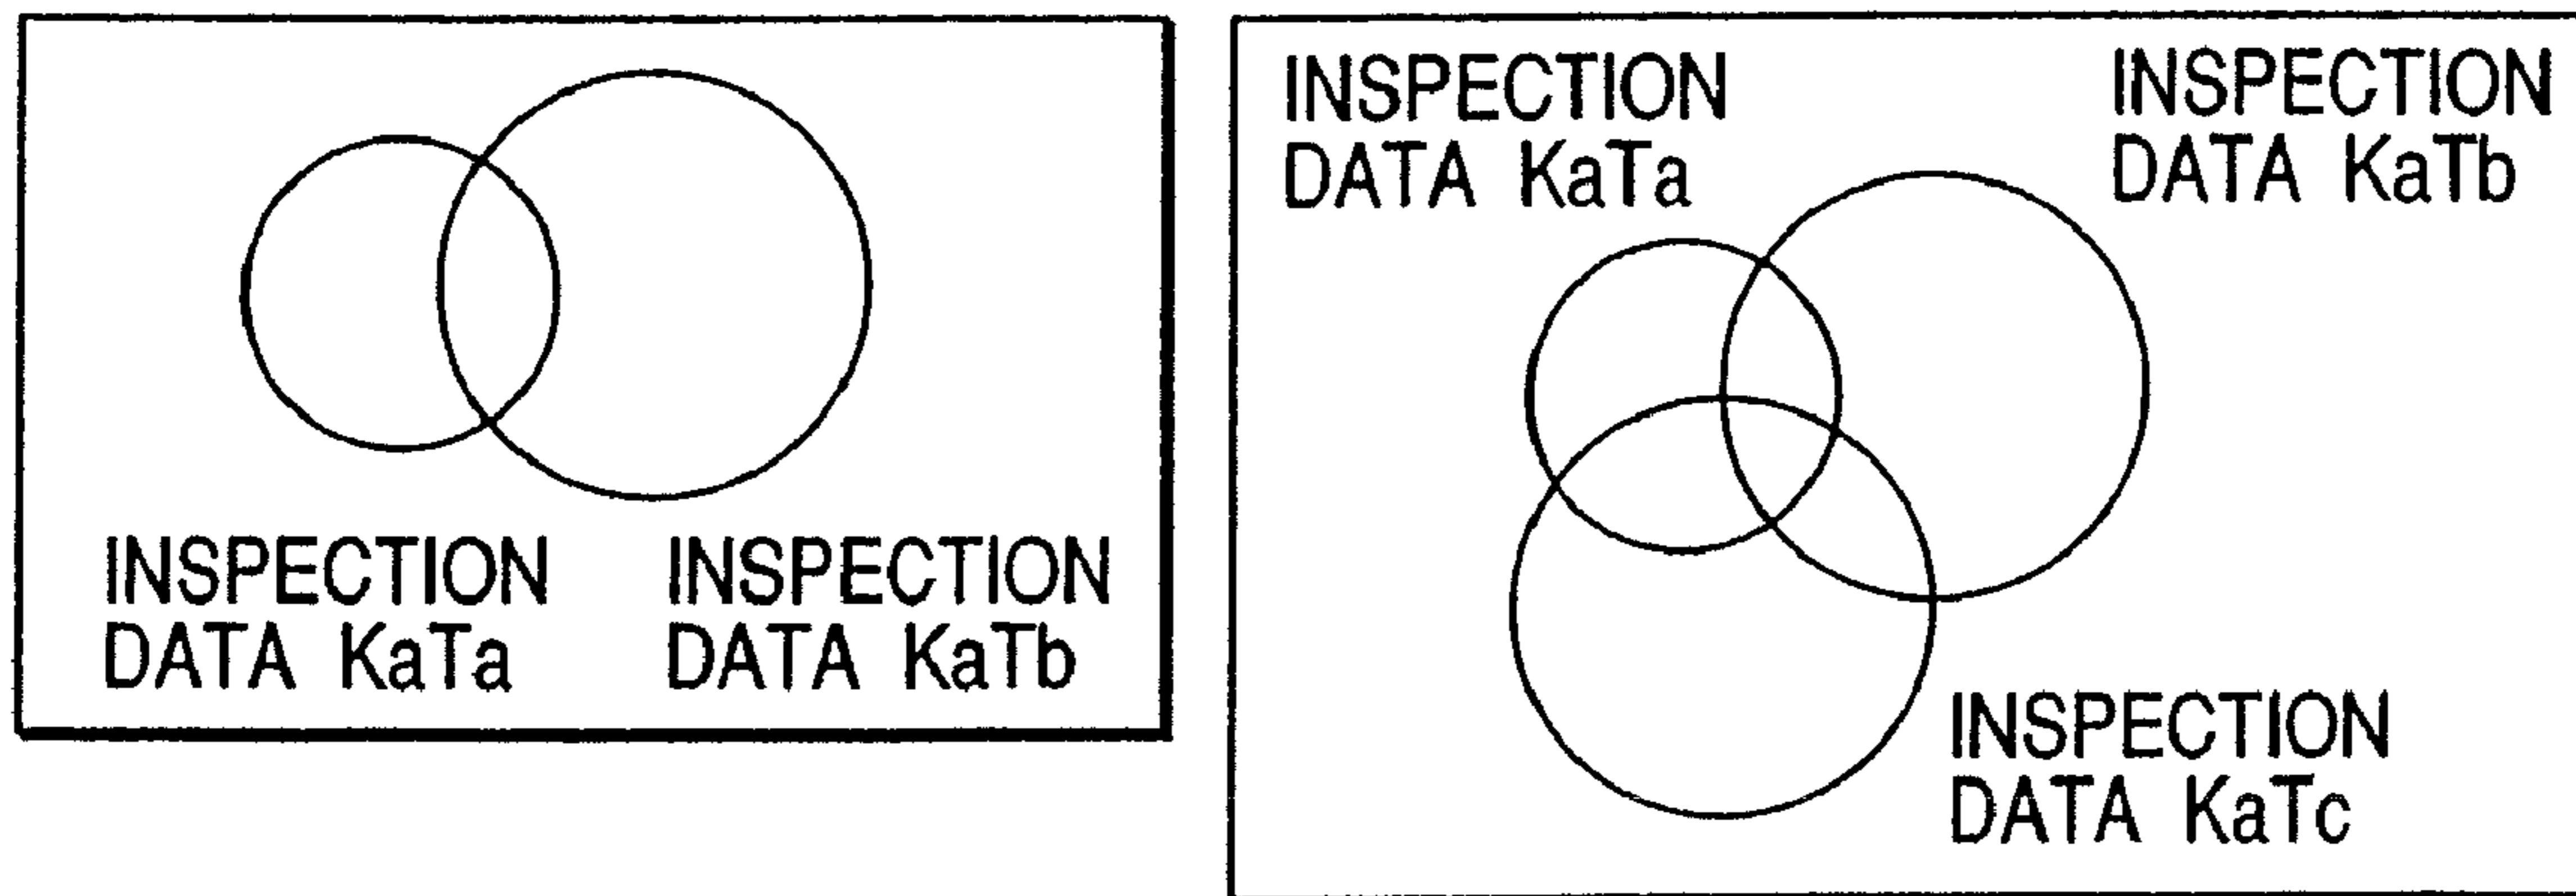 INSPECTION
DATA KaTa
INSPECTION
DATA KaTb
INSPECTION
DATA KaTa
INSPECTION
DATA KaTb
INSPECTION
DATA KaTc